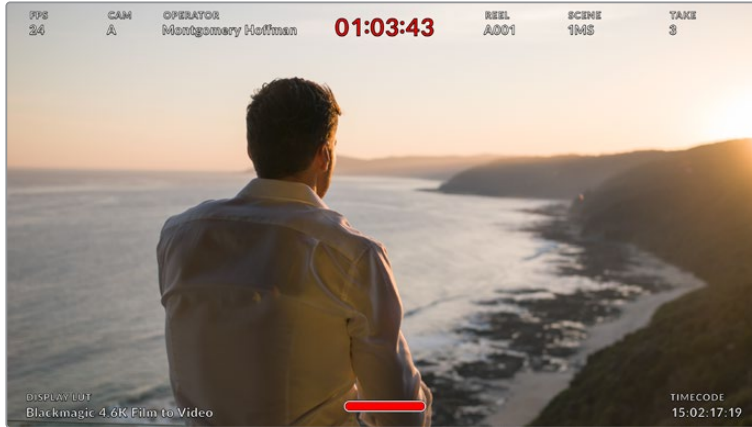 FPS CAM OPERATOR 01:03:43 REEL SCENE TAKE
24 A Montgomery Hoffman A001 1MS 3
DISPLAY LUT TIMECODE
Blackmagic 4.6K Film to Video 15:02:17:19